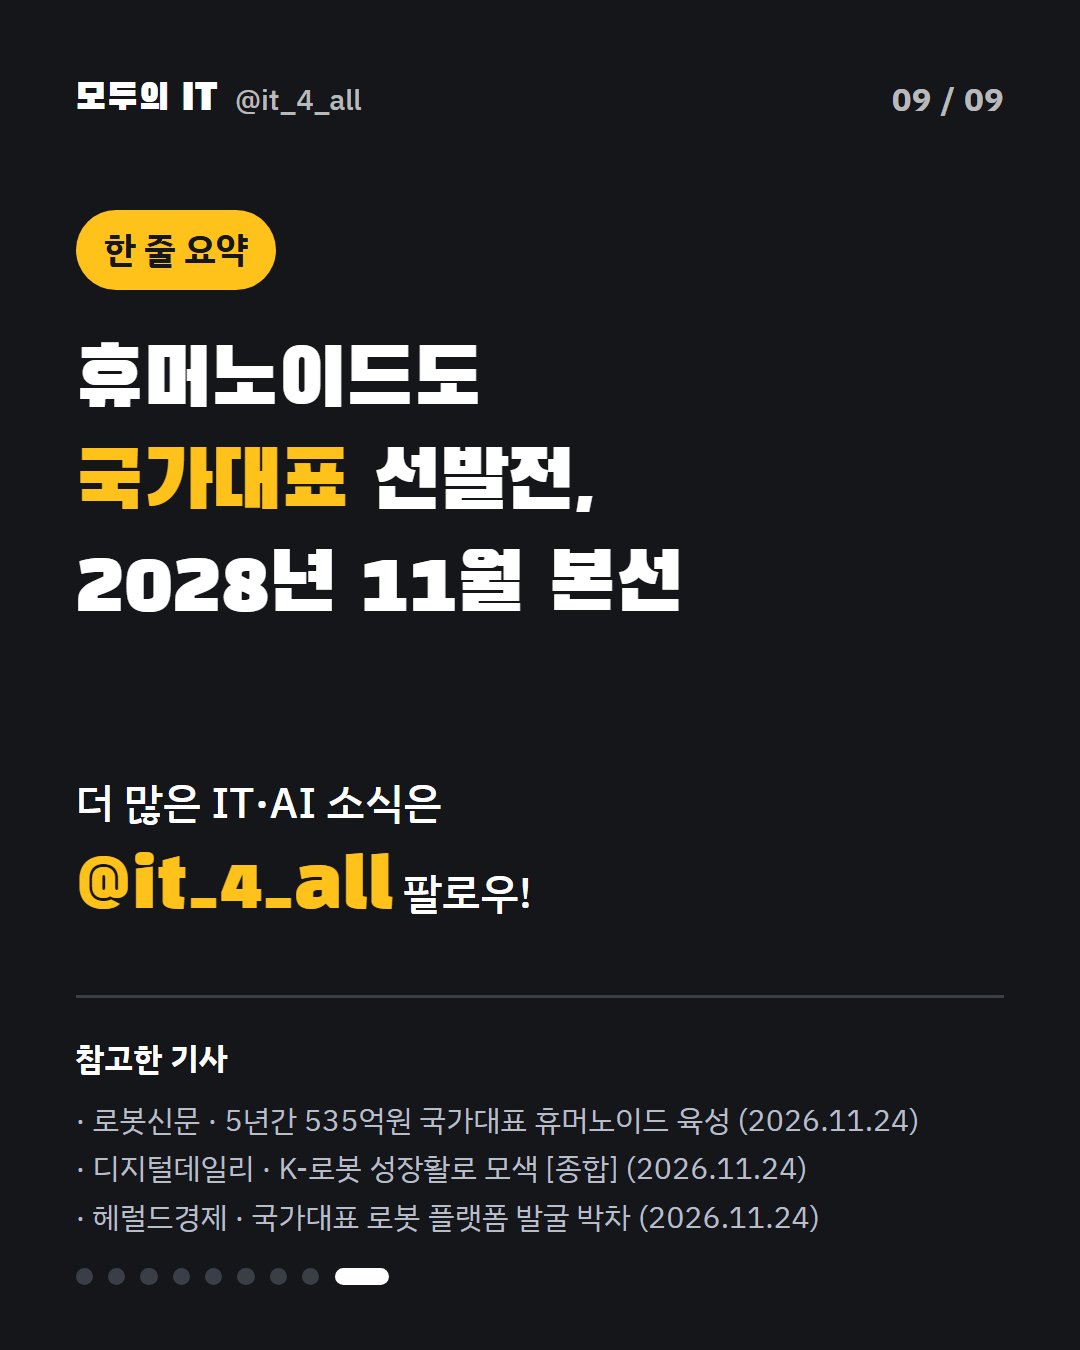 모두의 IT @it_4_all
09 / 09
한 줄 요약
휴머노이드도
국가대표 선발전,
2028년 11월 본선
더 많은 IT·AI 소식은
@it_4_all 팔로우!
참고한 기사
· 로봇신문 · 5년간 535억원 국가대표 휴머노이드 육성 (2026.11.24)
· 디지털데일리 · K-로봇 성장활로 모색 [종합] (2026.11.24)
· 헤럴드경제 · 국가대표 로봇 플랫폼 발굴 박차 (2026.11.24)